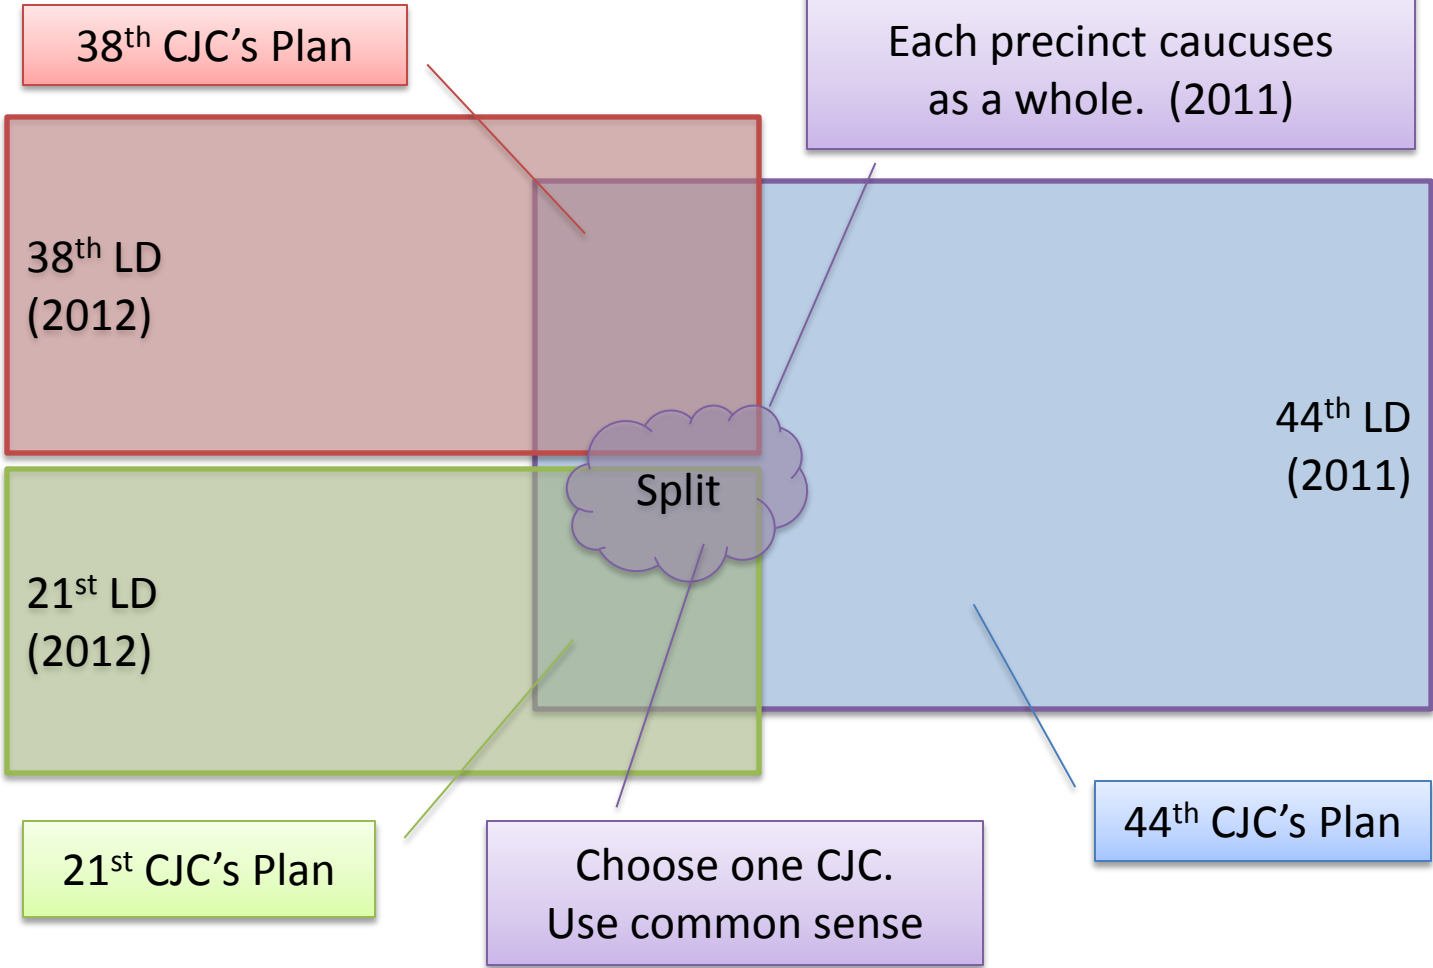 38th CJC’s Plan
Each precinct caucuses
as a whole.  (2011)
38th LD
(2012)
44th LD
(2011)
Split
21st LD
(2012)
44th CJC’s Plan
21st CJC’s Plan
Choose one CJC.
Use common sense